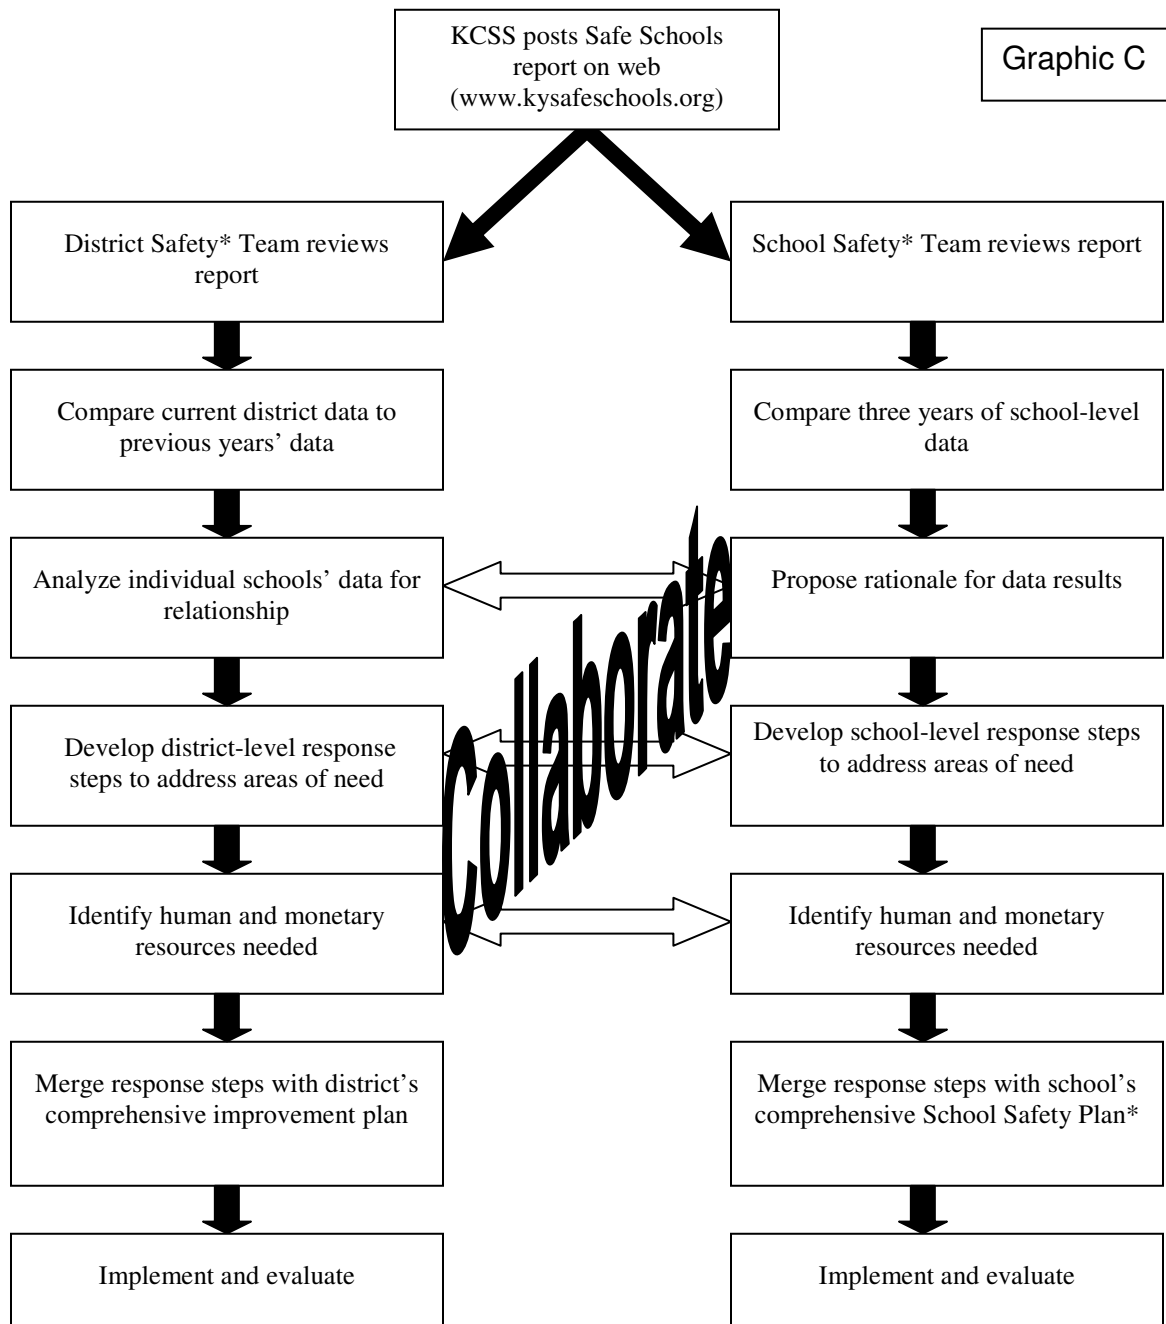 KCSS posts Safe Schools
report on web
(www.kysafeschools.org)
Graphic C
District Safety* Team reviews
report
School Safety* Team reviews report
Compare current district data to
previous years’ data
Compare three years of school-level
data
Analyze individual schools’ data for
relationship
Propose rationale for data results
Collaborate
Develop district-level response
steps to address areas of need
Develop school-level response steps
to address areas of need
Identify human and monetary
resources needed
Identify human and monetary
resources needed
Merge response steps with district’s
comprehensive improvement plan
Merge response steps with school’s
comprehensive School Safety Plan*
Implement and evaluate
Implement and evaluate